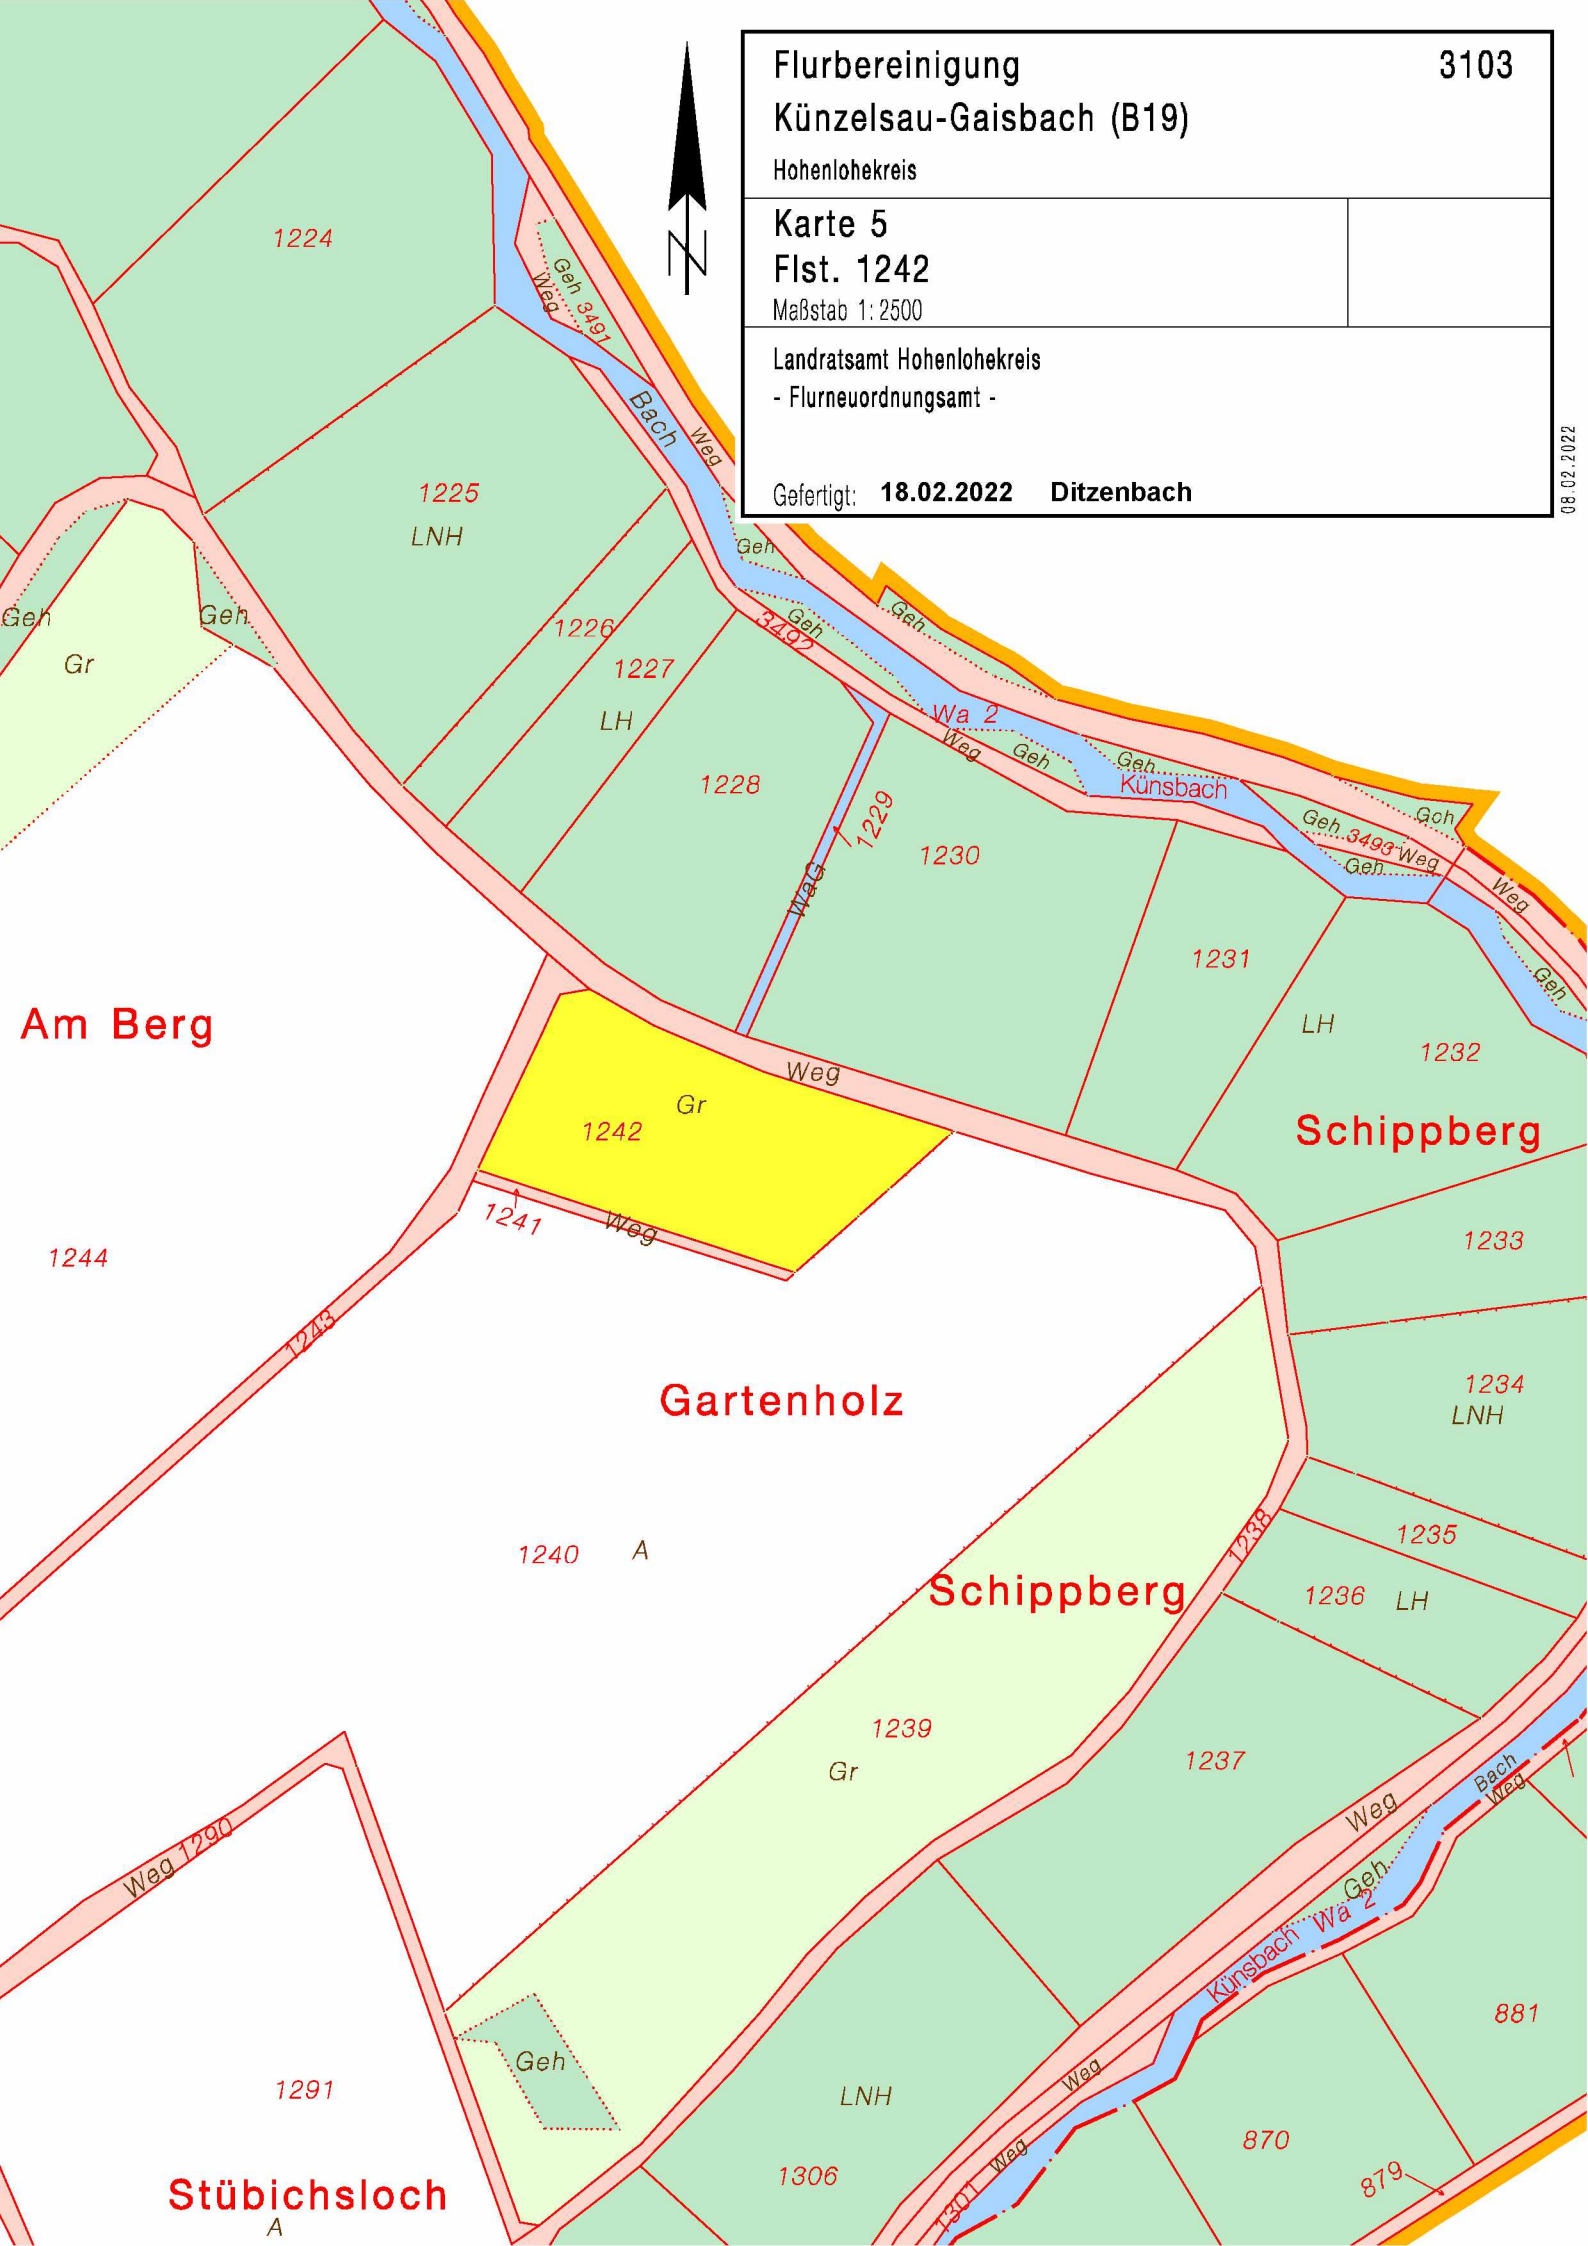 Flurbereinigung 3103
Künzelsau-Gaisbach (B19)
Hohenlohekreis
Karte 5
Flst. 1242
Maßstab 1:2500
Landratsamt Hohenlohekreis
- Flurneuordnungsamt -
Gefertigt: 18.02.2022 Ditzenbach
08.02.2022
N
1224
Geh 3491
Weg
Bach
Weg
1225
LNH
Geh
Geh
Geh
Gr
1226
3492
Geh
Geh
1227
LH
Wa 2
Weg
Geh
Geh
Künsbach
1228
1229
WaG
1230
Geh
Geh 3493 Weg
Geh
Weg
1231
Geh
Am Berg
LH
1232
Weg
Gr
1242
Schippberg
1241
Weg
1244
1233
1243
Gartenholz
1234
LNH
1238
1235
1240 A
Schippberg
1236 LH
1239
Gr
1237
Bach
Weg
Weg
Weg 1290
Geh
Künsbach Wa 2
881
Geh
1291
LNH
Weg
870
Weg
1306
879
Stübichsloch
A
1301